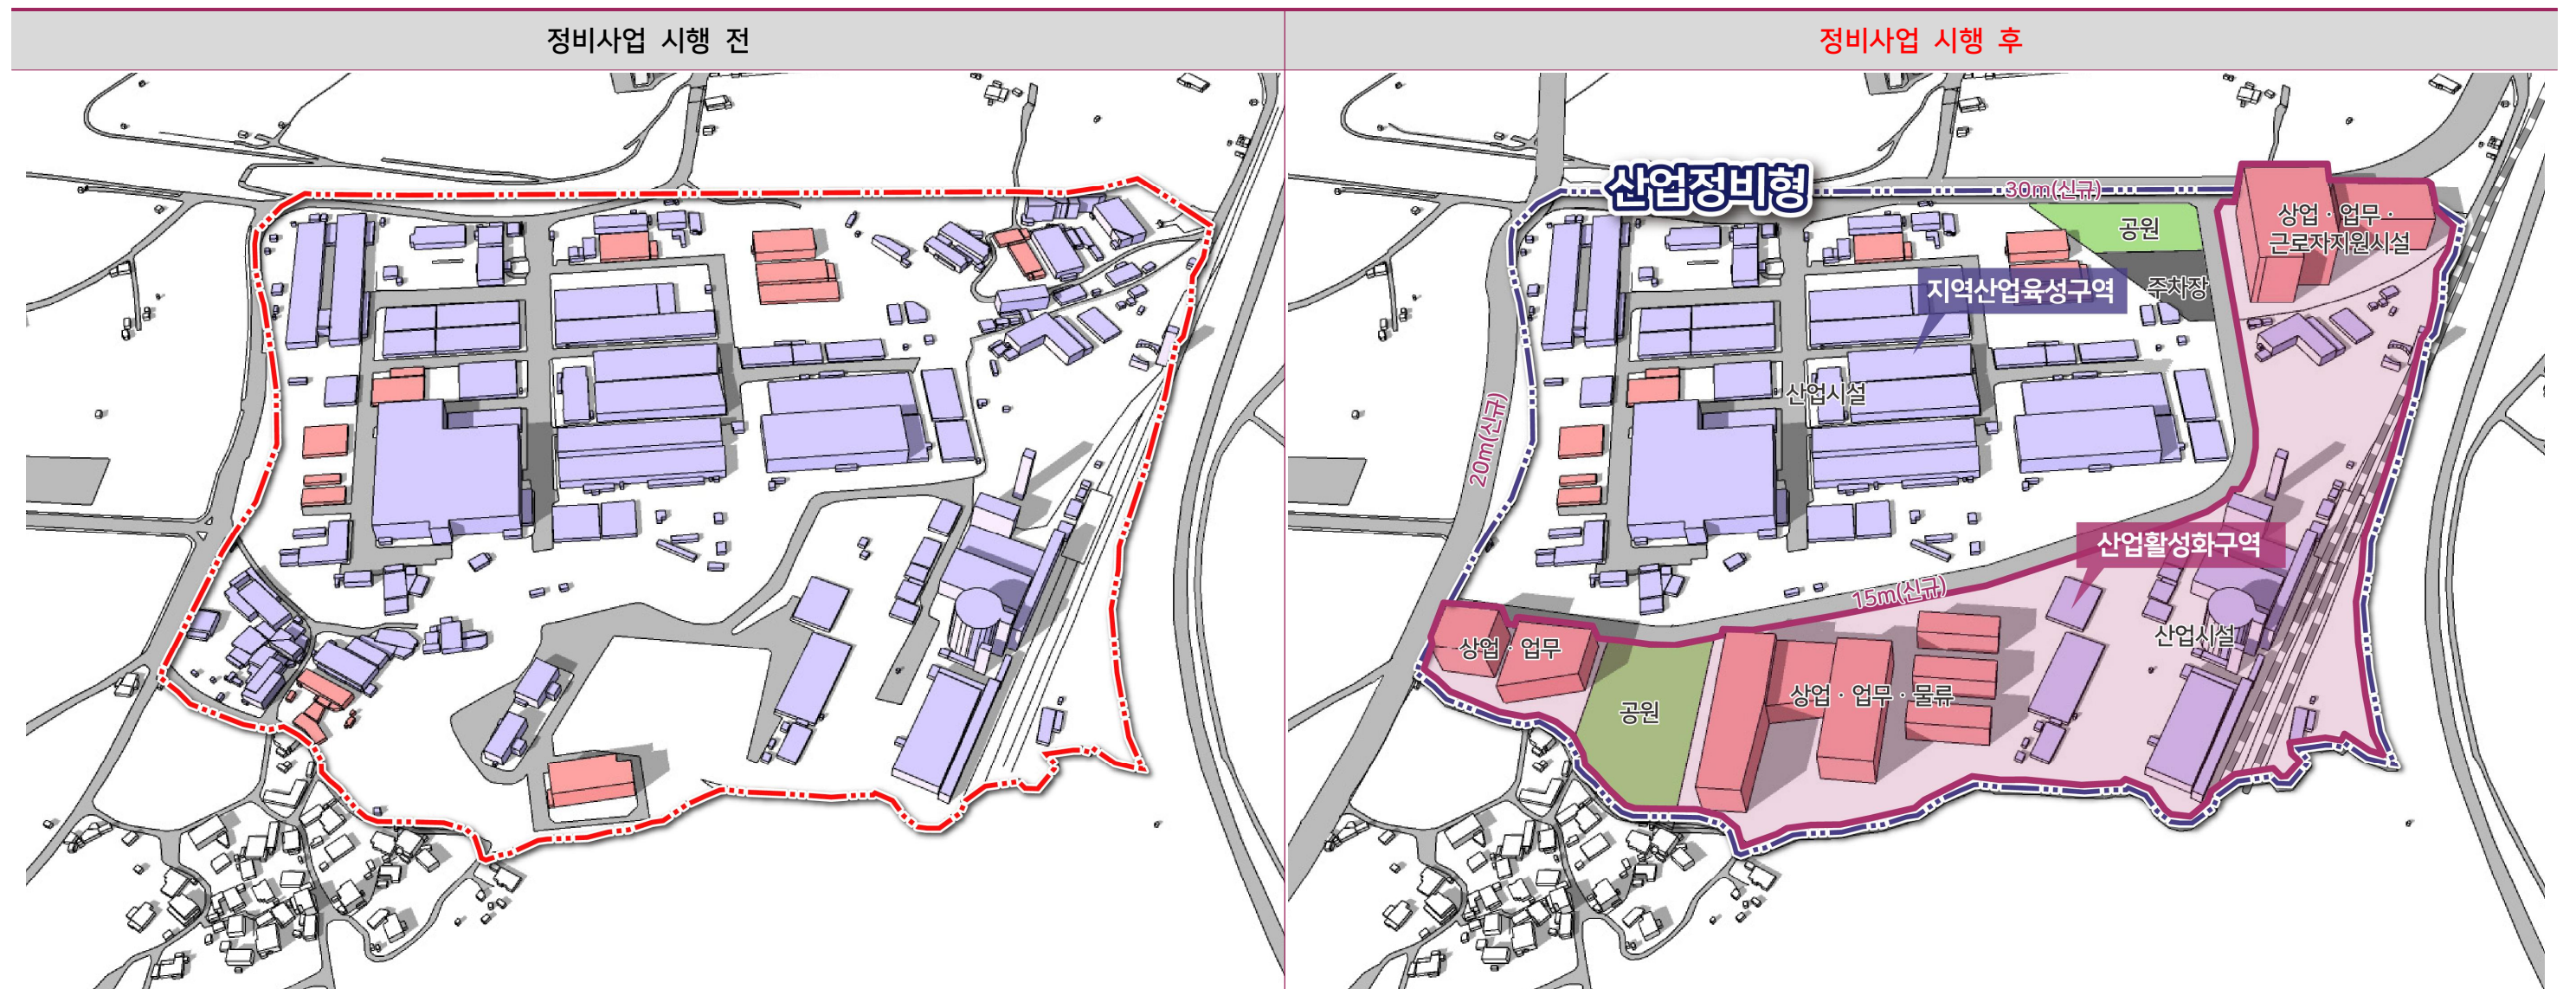 정비사업 시행 전
정비사업 시행 후
산업정비형
30m(신규)
공원
상업 · 업무 ·
근로자지원시설
지역산업육성구역
주차장
산업시설
20m(신규)
산업활성화구역
15m(신규)
상업 · 업무
산업시설
상업 · 업무 · 물류
공원